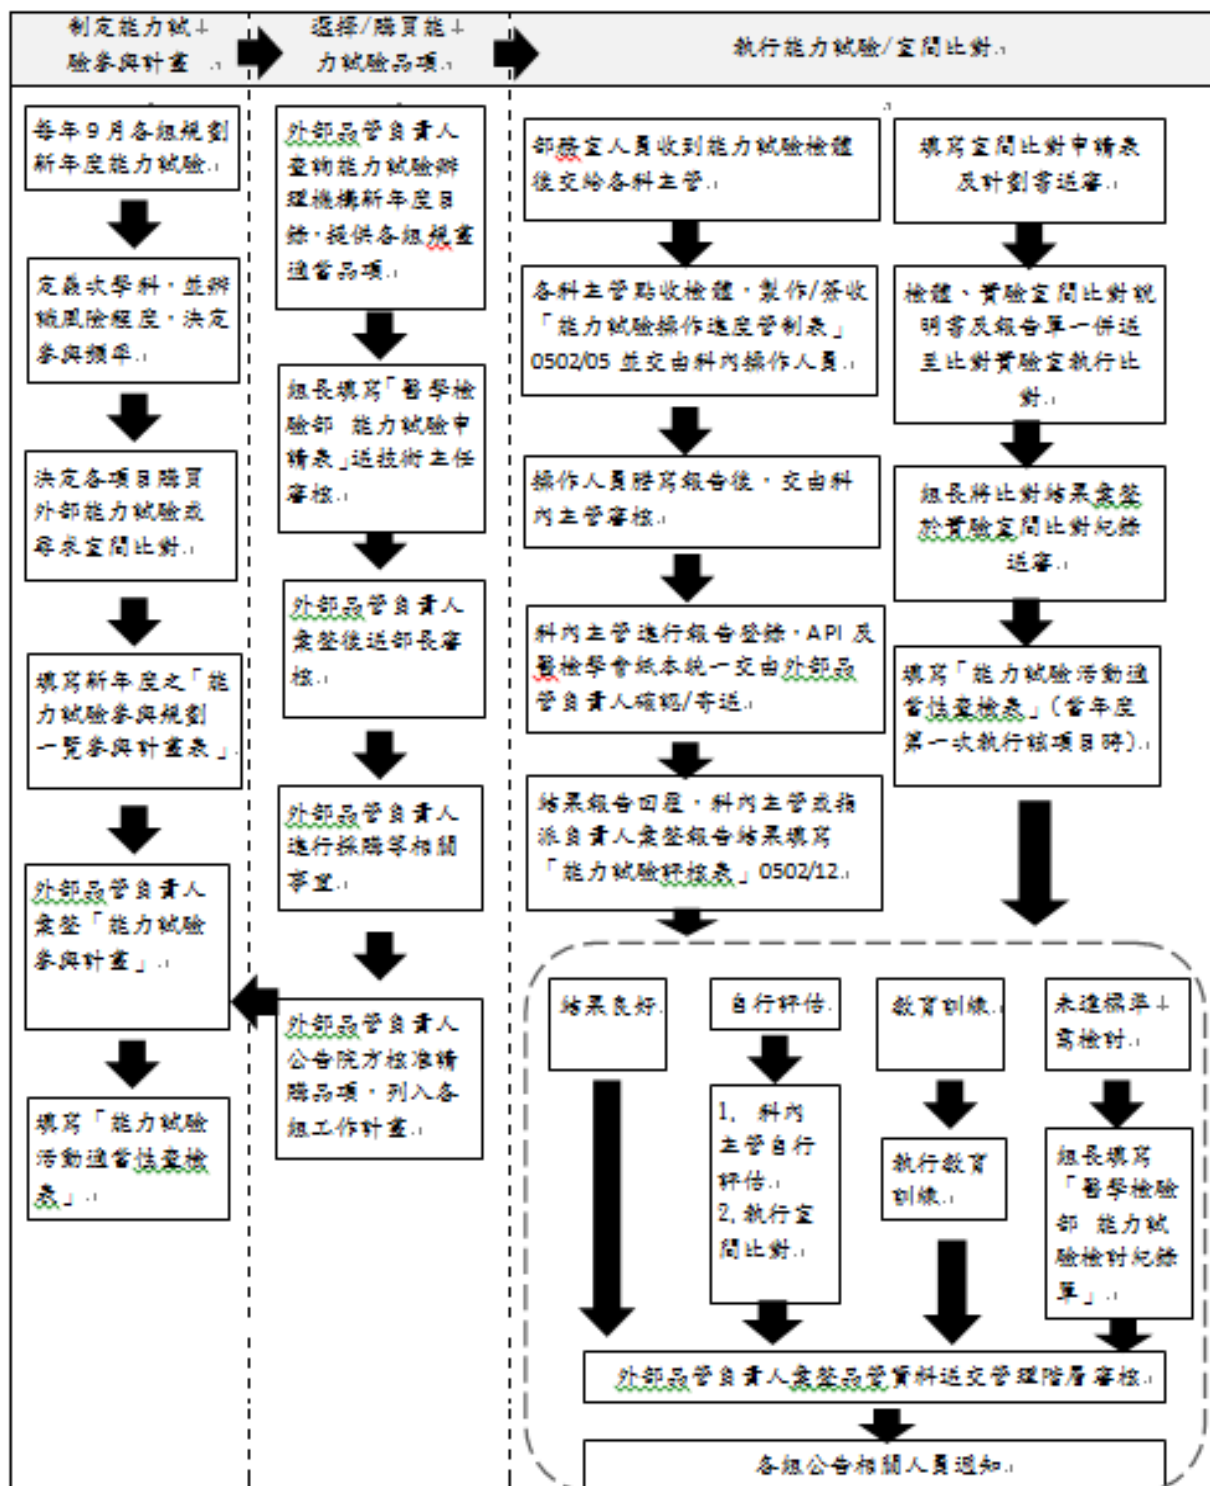 制定能力試
驗參與計畫
選擇/購買能
力試驗品項
執行能力試驗/室間比對
每年 9 月各組規劃
新年度能力試驗
定義次學科，並辨
識風險程度，決定
參與頻率
決定各項目購買
外部能力試驗或
尋求室間比對
填寫新年度之「能
力試驗參與規劃
一覽參與計畫表」
外部品管負責人
彙整「能力試驗
參與計畫」
填寫「能力試驗
活動適當性查檢
表」
外部品管負責人
查詢能力試驗辦
理機構新年度目
錄，提供各組規畫
適當品項
組長填寫「醫學檢
驗部 能力試驗申
請表」送技術主任
審核
外部品管負責人
彙整後送部長審
核
外部品管負責人
進行採購等相關
事宜
外部品管負責人
公告院方核准請
購品項，列入各
組工作計畫
部務室人員收到能力試驗檢體
後交給各科主管
各科主管點收檢體，製作/簽收
「能力試驗操作進度管制表」
0502/05 並交由科內操作人員
操作人員謄寫報告後，交由科
內主管審核
科內主管進行報告登錄，API 及
醫檢學會紙本統一交由外部品
管負責人確認/寄送
結果報告回覆，科內主管或指
派負責人彙整報告結果填寫
「能力試驗評核表」0502/12
填寫室間比對申請表
及計劃書送審
檢體、實驗室間比對說
明書及報告單一併送
至比對實驗室執行比
對
組長將比對結果彙整
於實驗室間比對紀錄
送審
填寫「能力試驗活動適
當性查檢表」(當年度
第一次執行該項目時)
結果良好
自行評估
1. 科內
主管自行
評估
2. 執行室
間比對
教育訓練
執行教育
訓練
未達標準
需檢討
組長填寫
「醫學檢驗
部 能力試
驗檢討紀錄
單」
外部品管負責人彙整品管資料送交管理階層審核
各組公告相關人員週知